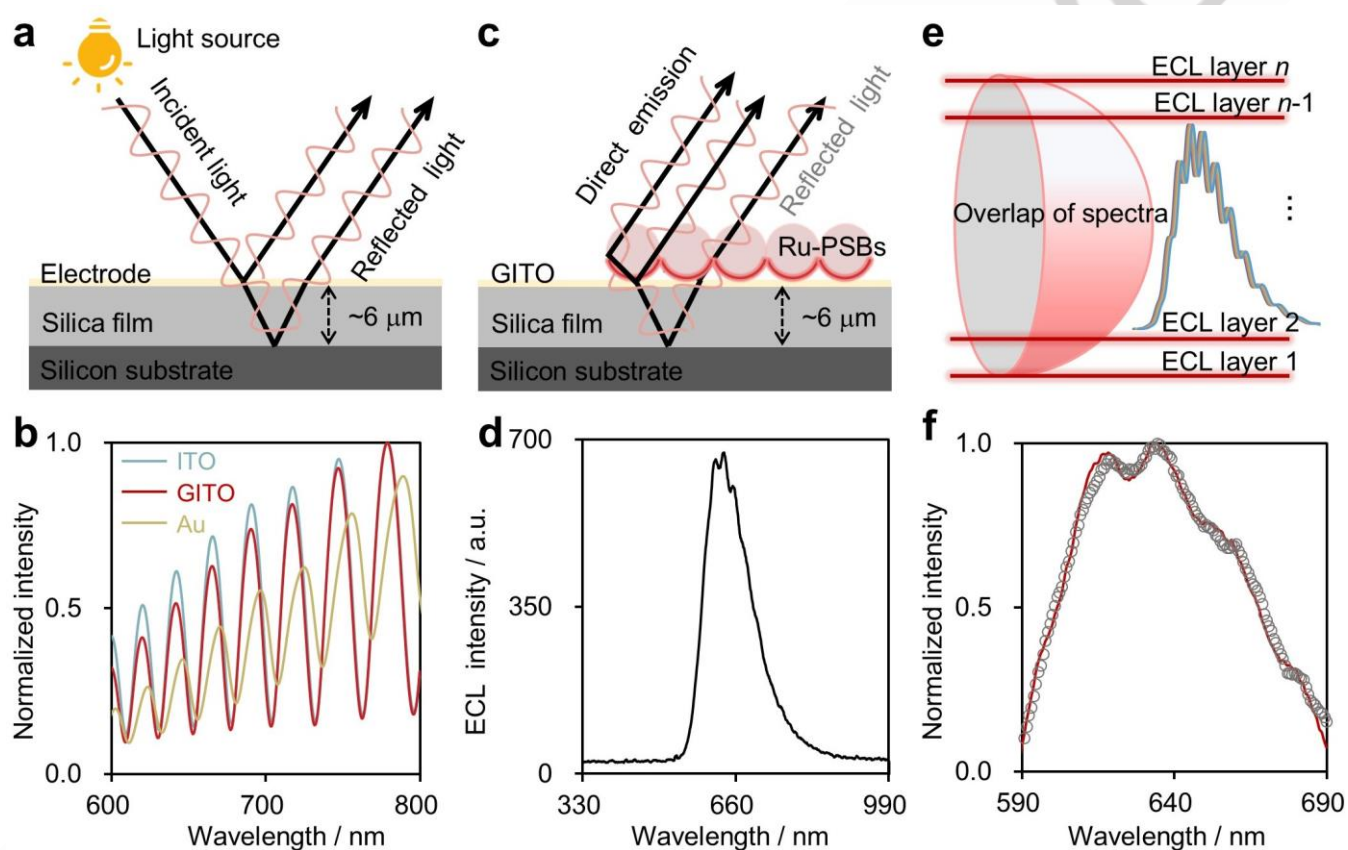 a
Light source
Incident light
Reflected light
Electrode
Silica film
~6 μm
Silicon substrate
c
Direct emission
Reflected light
Ru-PSBs
GITO
Silica film
~6 μm
Silicon substrate
e
ECL layer n
ECL layer n-1
Overlap of spectra
⋮
ECL layer 2
ECL layer 1
b
Normalized intensity
1.0
0.5
0.0
ITO
GITO
Au
600
700
800
Wavelength / nm
d
ECL intensity / a.u.
700
350
0
330
660
990
Wavelength / nm
f
Normalized intensity
1.0
0.5
0.0
590
640
690
Wavelength / nm